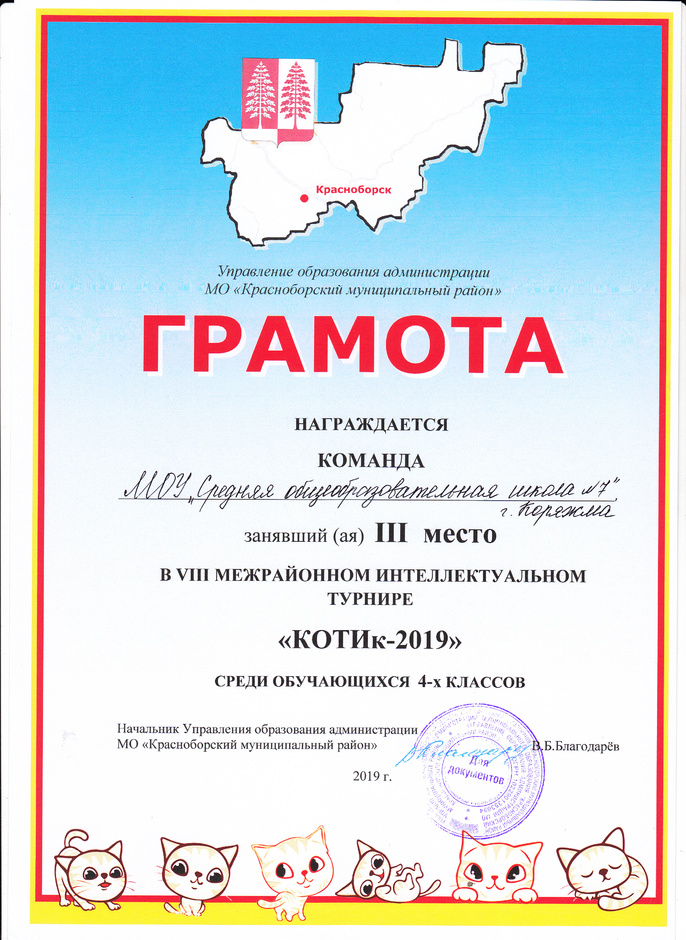 Красноборск
Управление образования администрации
МО «Красноборский муниципальный район»
ГРАМОТА
НАГРАЖДАЕТСЯ
КОМАНДА
МОУ „Средняя общеобразовательная школа №7",
г. Коряжма
занявший (ая) III место
В VIII МЕЖРАЙОННОМ ИНТЕЛЛЕКТУАЛЬНОМ
ТУРНИРЕ
«КОТИк-2019»
СРЕДИ ОБУЧАЮЩИХСЯ 4-х КЛАССОВ
Начальник Управления образования администрации
МО «Красноборский муниципальный район»
В.Б.Благодарёв
Для
документов
2019 г.